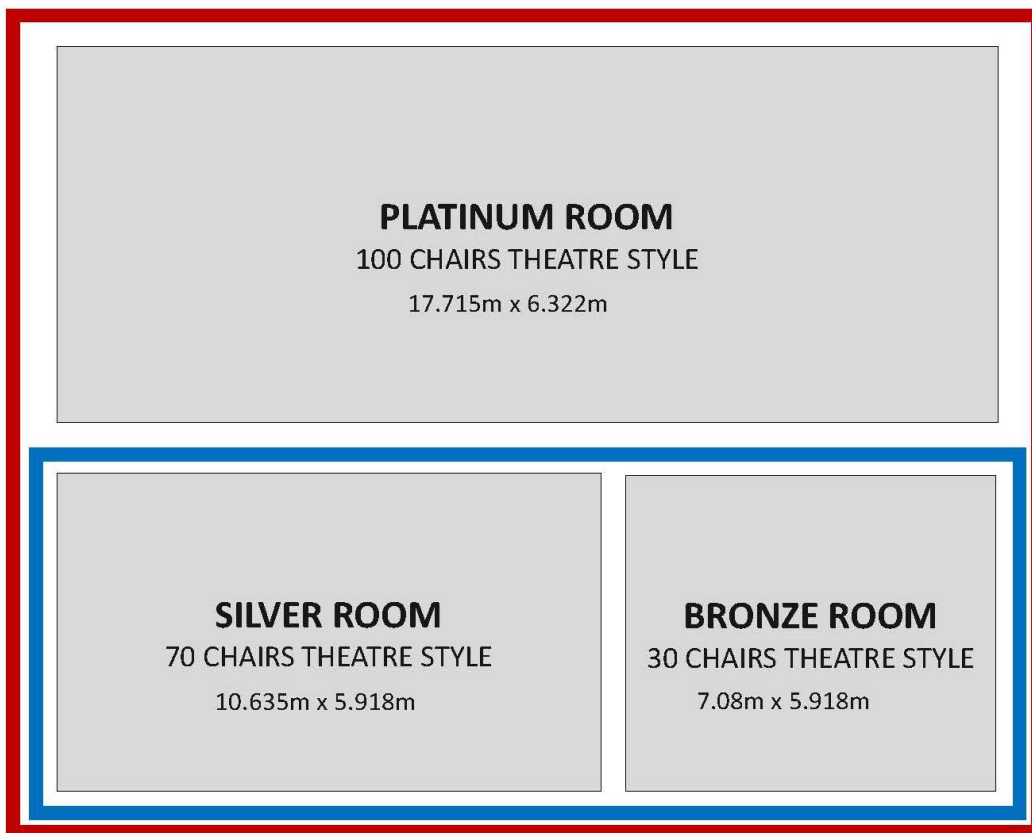 PLATINUM ROOM
100 CHAIRS THEATRE STYLE
17.715m x 6.322m
SILVER ROOM
70 CHAIRS THEATRE STYLE
10.635m x 5.918m
BRONZE ROOM
30 CHAIRS THEATRE STYLE
7.08m x 5.918m